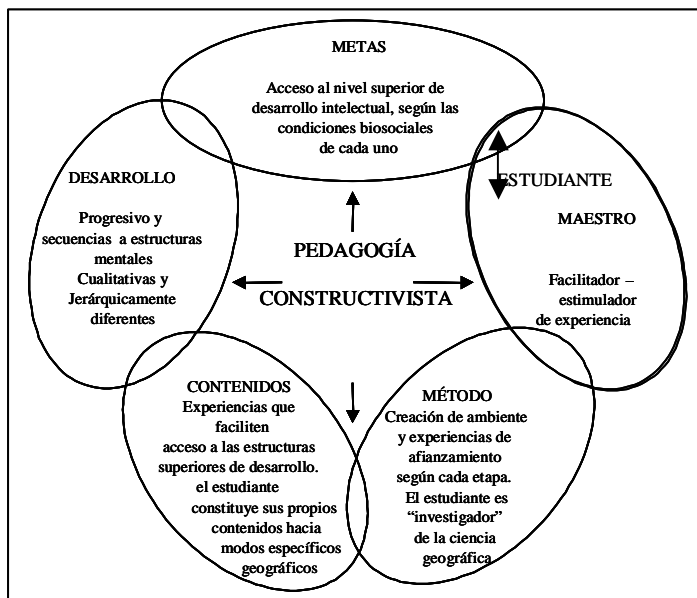 METAS
Acceso al nivel superior de
desarrollo intelectual, según las
condiciones biosociales
de cada uno
DESARROLLO
Progresivo y
secuencias a estructuras
mentales
Cualitativas y
Jerárquicamente
diferentes
ESTUDIANTE
MAESTRO
Facilitador –
estimulador
de experiencia
PEDAGOGÍA
CONSTRUCTIVISTA
CONTENIDOS
Experiencias que
faciliten
acceso a las estructuras
superiores de desarrollo.
el estudiante
constituye sus propios
contenidos hacia
modos específicos
geográficos
MÉTODO
Creación de ambiente
y experiencias de
afianzamiento
según cada etapa.
El estudiante es
“investigador”
de la ciencia
geográfica